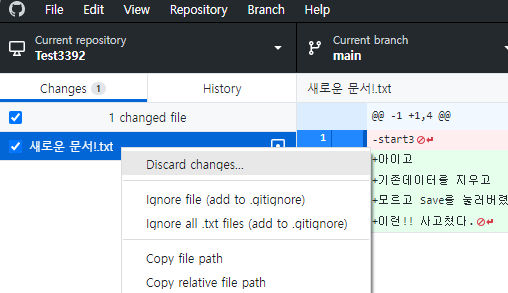 File Edit View Repository Branch Help
Current repository
Test3392
Current branch
main
Changes 1
History
새로운 문서!.txt
1 changed file
새로운 문서!.txt
@@ -1 +1,4 @@
1
-start3
+아이고
+기존데이터를 지우고
+모르고 Save를 눌러버렸
+이런!! 사고쳤다.
Discard changes...
Ignore file (add to .gitignore)
Ignore all .txt files (add to .gitignore)
Copy file path
Copy relative file path